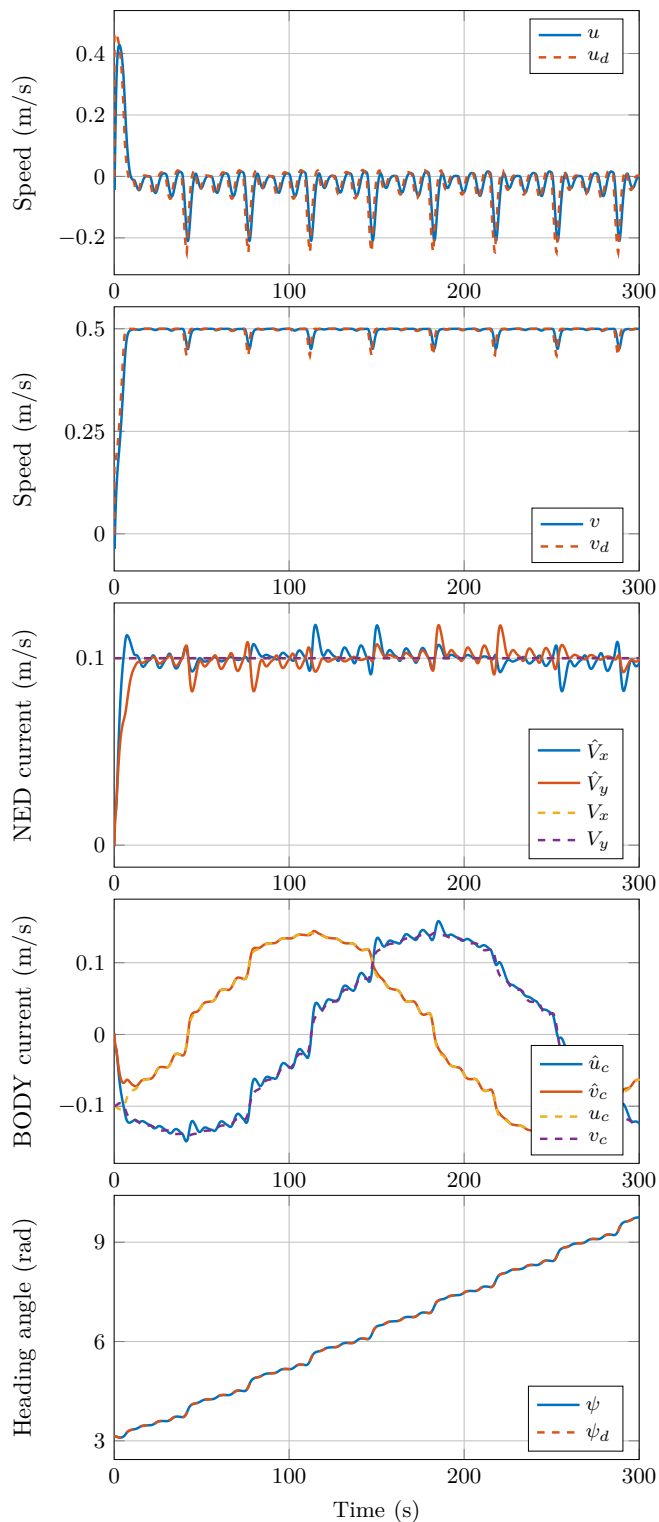 u
u_d
0.4
0.2
0
−0.2
Speed (m/s)
0 100 200 300
0.5
0.25
0
Speed (m/s)
v
v_d
0 100 200 300
0.1
0
NED current (m/s)
V̂_x
V̂_y
V_x
V_y
0 100 200 300
0.1
0
−0.1
BODY current (m/s)
û_c
v̂_c
u_c
v_c
0 100 200 300
9
6
3
Heading angle (rad)
ψ
ψ_d
0 100 200 300
Time (s)